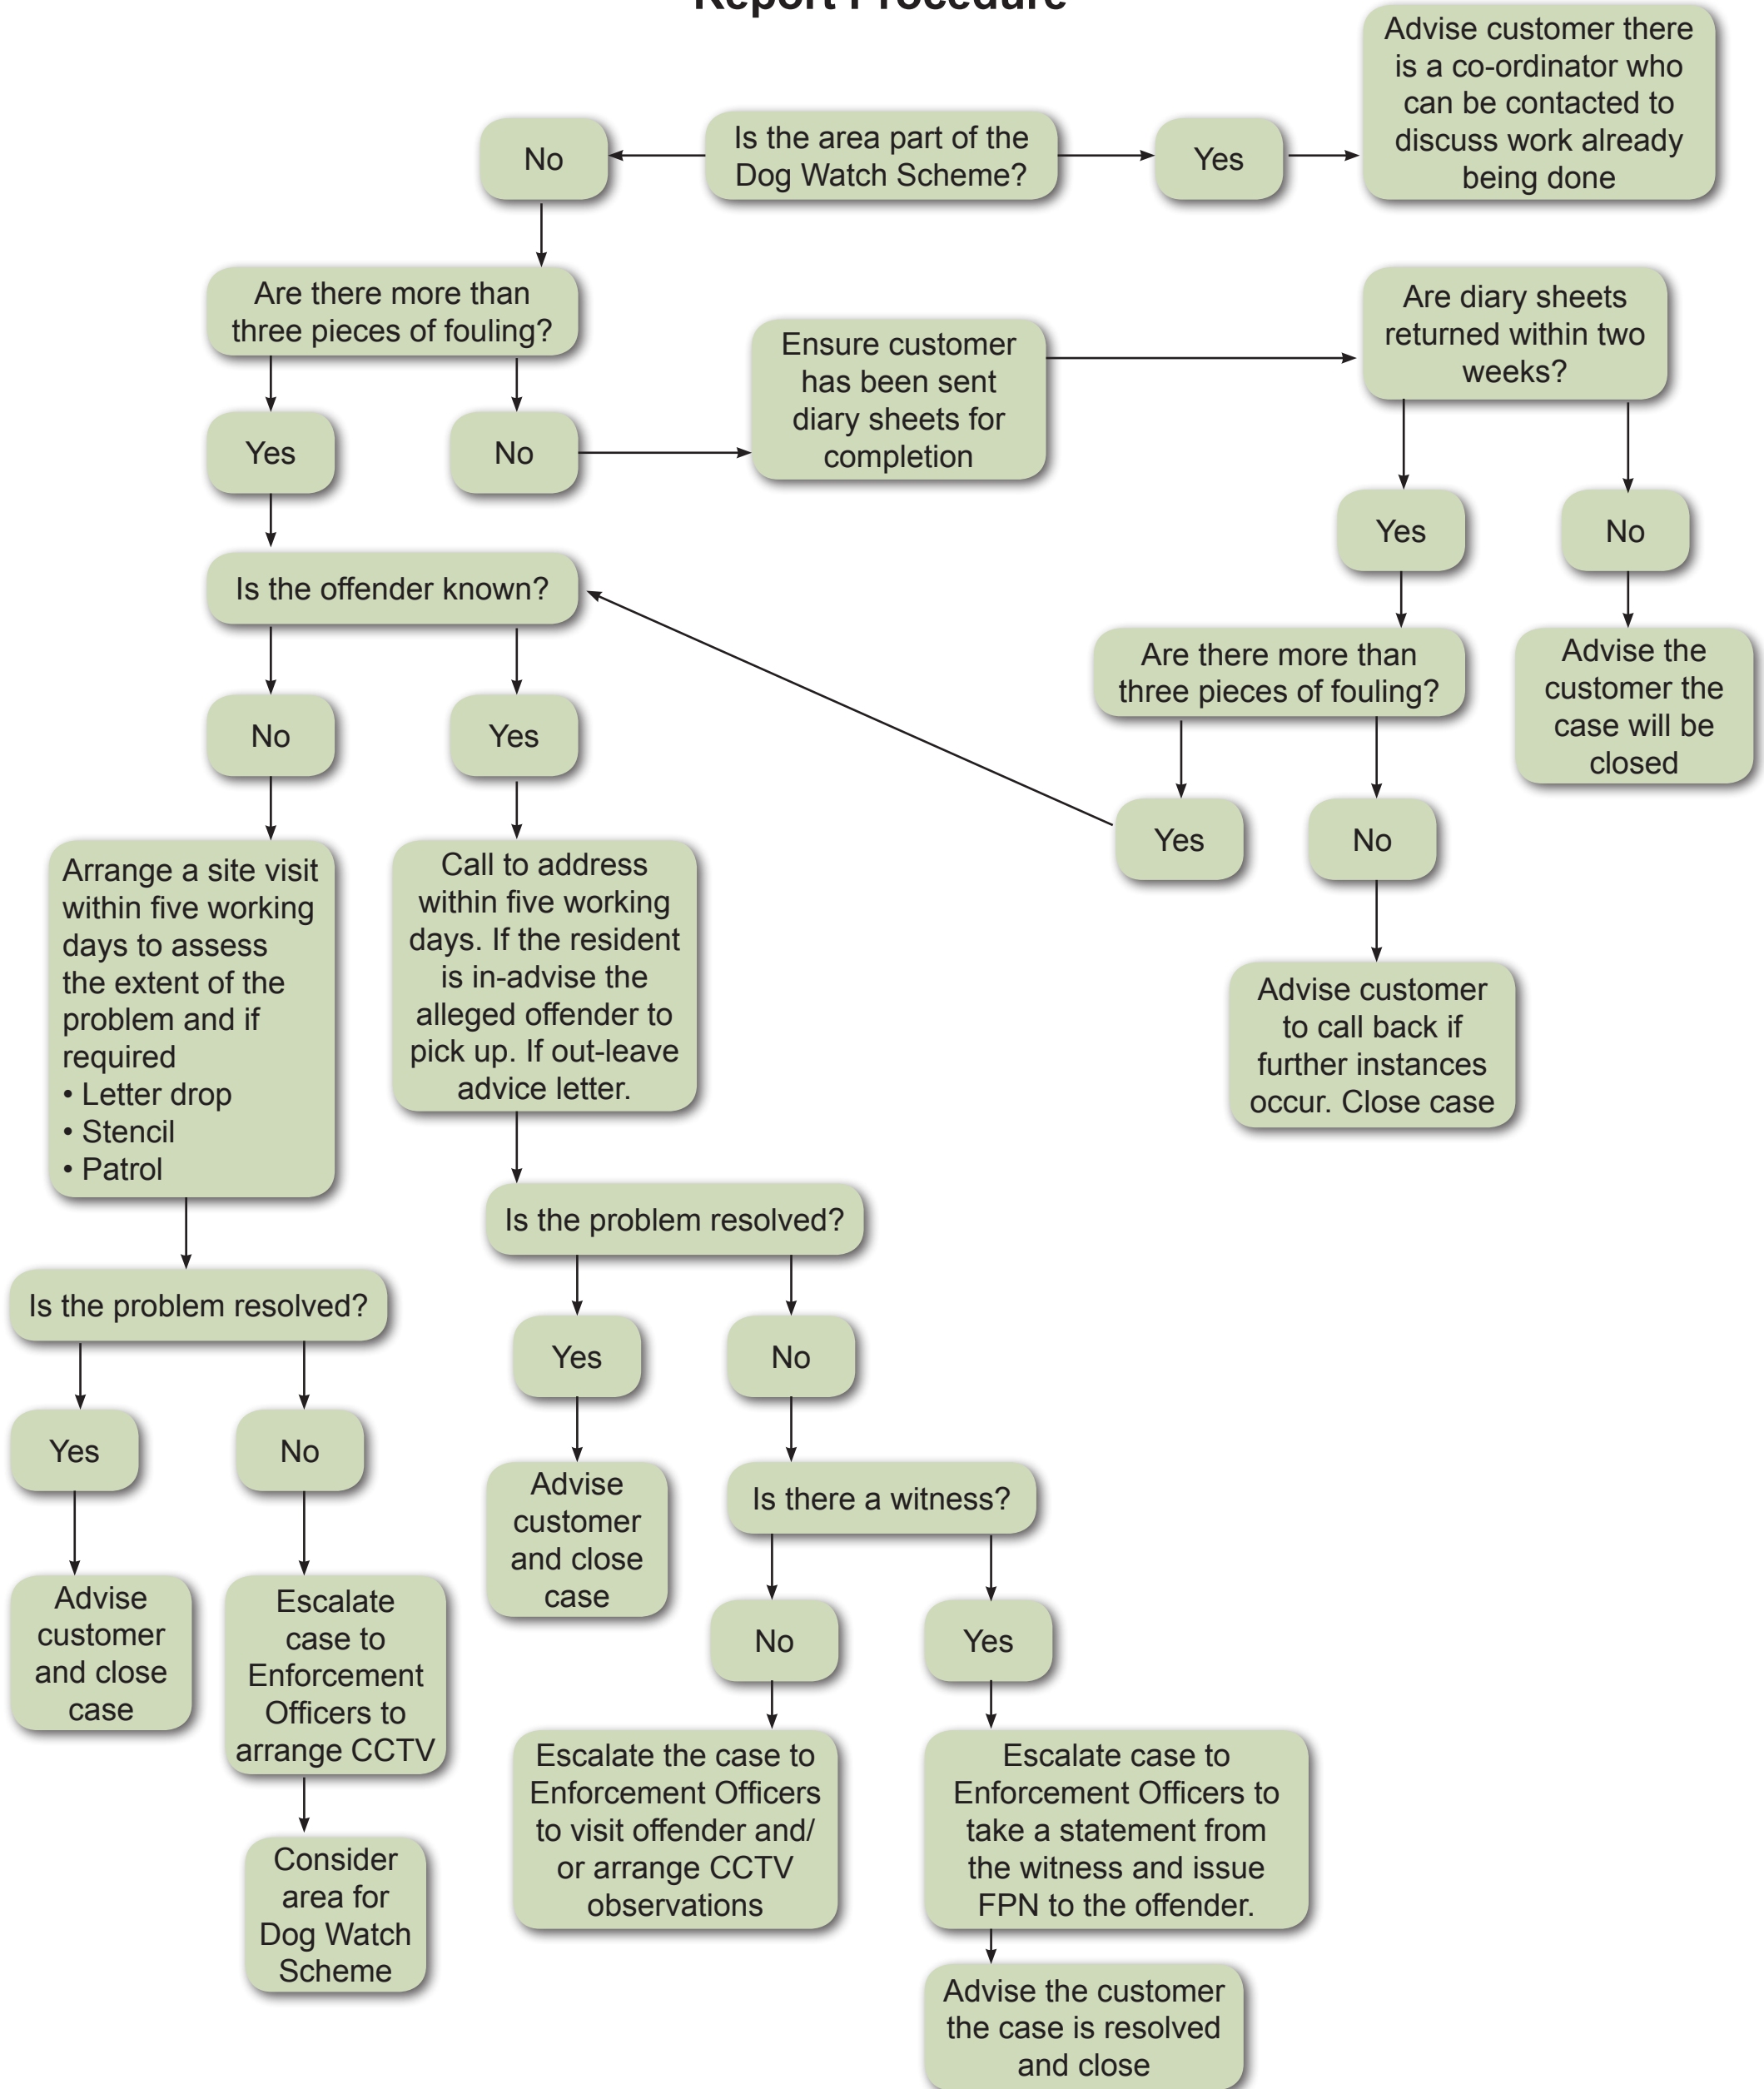 Report Procedure
Advise customer there
is a co-ordinator who
can be contacted to
discuss work already
being done
No
Is the area part of the
Dog Watch Scheme?
Yes
Are there more than
three pieces of fouling?
Ensure customer
has been sent
diary sheets for
completion
Are diary sheets
returned within two
weeks?
Yes
No
Yes
No
Is the offender known?
Are there more than
three pieces of fouling?
Advise the
customer the
case will be
closed
No
Yes
Yes
No
Arrange a site visit
within five working
days to assess
the extent of the
problem and if
required
• Letter drop
• Stencil
• Patrol
Call to address
within five working
days. If the resident
is in-advise the
alleged offender to
pick up. If out-leave
advice letter.
Advise customer
to call back if
further instances
occur. Close case
Is the problem resolved?
Is the problem resolved?
Yes
No
Yes
No
Advise
customer
and close
case
Is there a witness?
Advise
customer
and close
case
Escalate
case to
Enforcement
Officers to
arrange CCTV
No
Yes
Escalate the case to
Enforcement Officers
to visit offender and/
or arrange CCTV
observations
Escalate case to
Enforcement Officers to
take a statement from
the witness and issue
FPN to the offender.
Consider
area for
Dog Watch
Scheme
Advise the customer
the case is resolved
and close